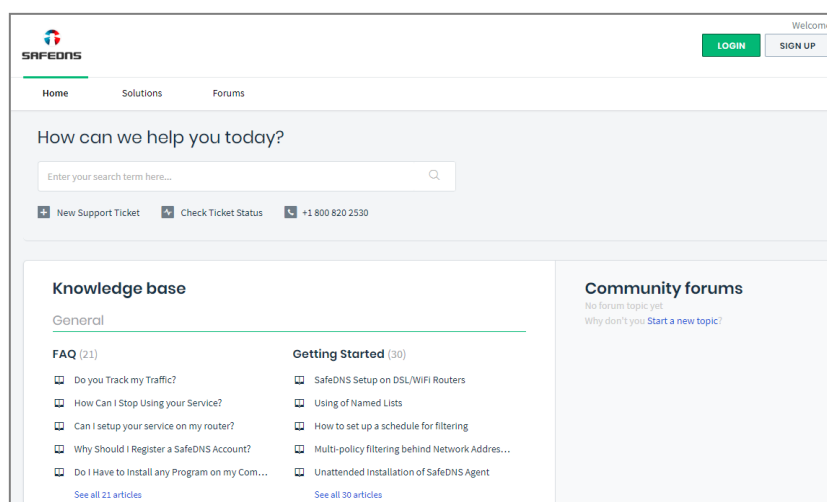 Welcome
SAFEDNS
LOGIN
SIGN UP
Home
Solutions
Forums
How can we help you today?
Enter your search term here...
New Support Ticket
Check Ticket Status
+1 800 820 2530
Knowledge base
General
FAQ (21)
Do you Track my Traffic?
How Can I Stop Using your Service?
Can I setup your service on my router?
Why Should I Register a SafeDNS Account?
Do I Have to Install any Program on my Com...
See all 21 articles
Getting Started (30)
SafeDNS Setup on DSL/WiFi Routers
Using of Named Lists
How to set up a schedule for filtering
Multi-policy filtering behind Network Addres...
Unattended Installation of SafeDNS Agent
See all 30 articles
Community forums
No forum topic yet
Why don't you Start a new topic?